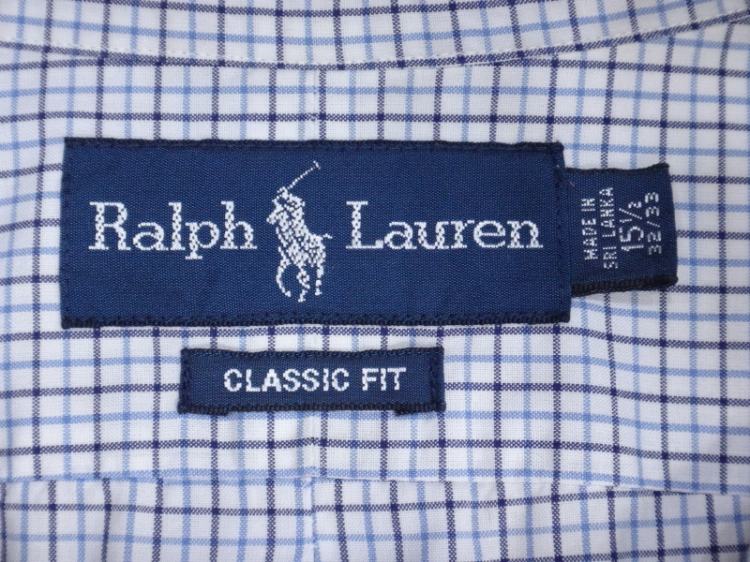 Ralph Lauren
MADE IN
SRI LANKA
15½
32/33
CLASSIC FIT